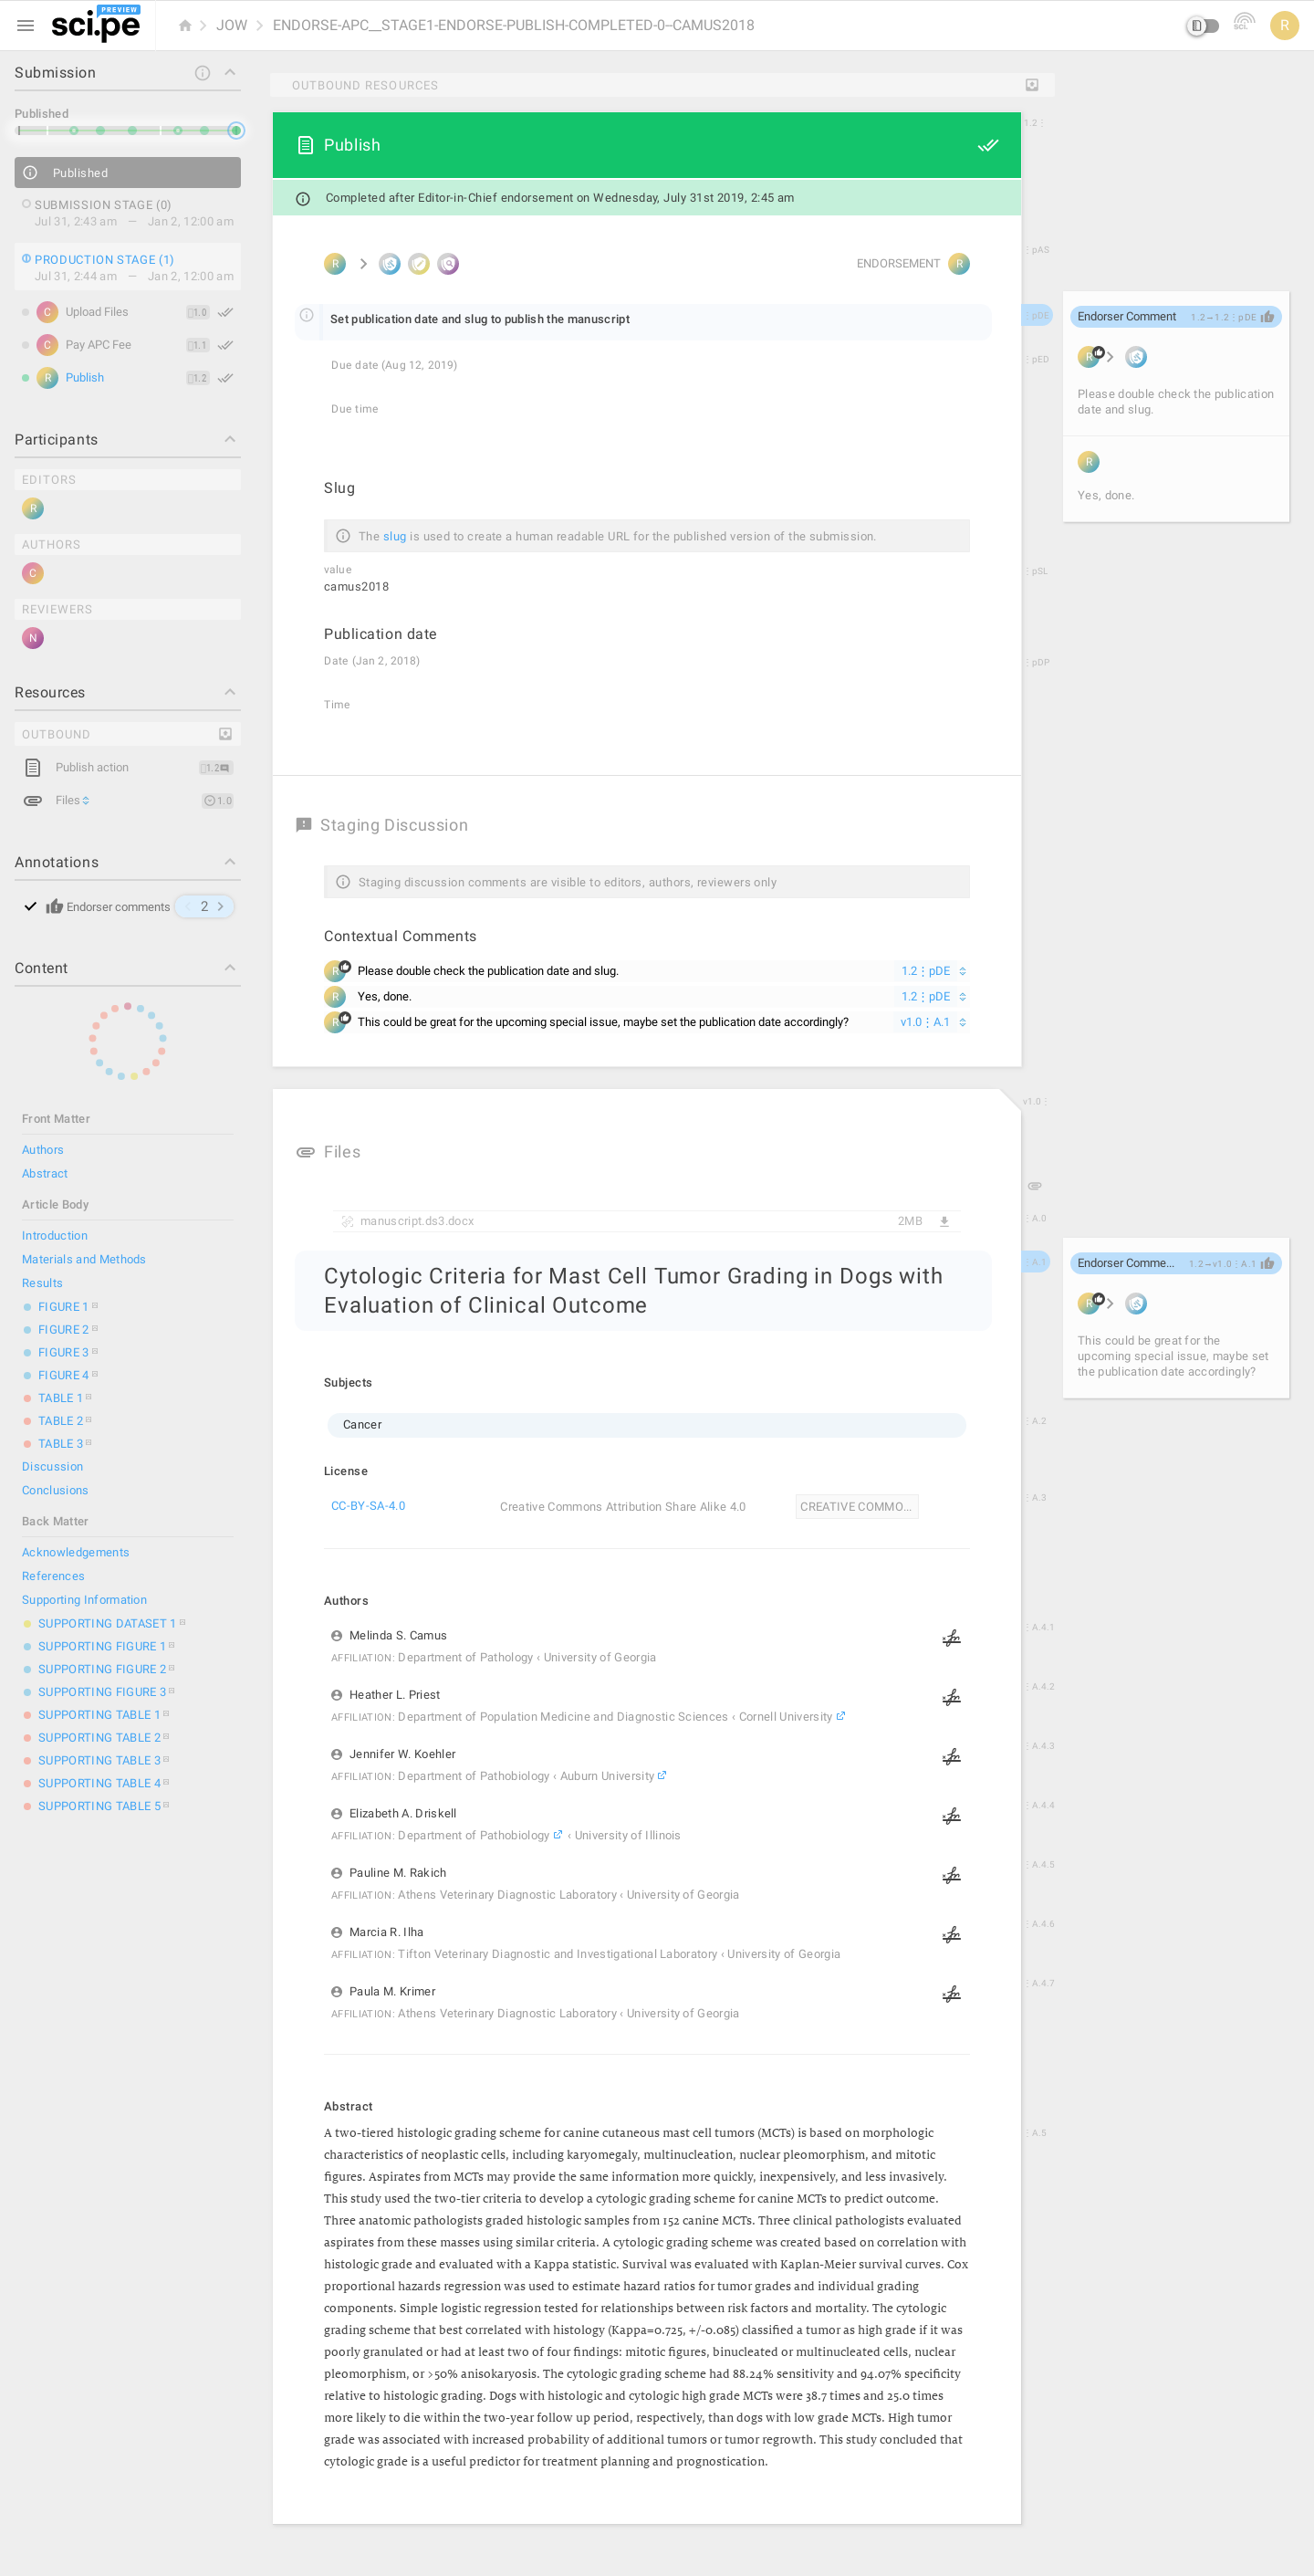 PREVIEW
sci.pe
JOW
ENDORSE-APC__STAGE1-ENDORSE-PUBLISH-COMPLETED-0--CAMUS2018
SCI.
R
Submission
Published
Published
SUBMISSION STAGE (0)
Jul 31, 2:43 am — Jan 2, 12:00 am
PRODUCTION STAGE (1)
Jul 31, 2:44 am — Jan 2, 12:00 am
C Upload Files 1.0
C Pay APC Fee 1.1
R Publish 1.2
Participants
EDITORS
R
AUTHORS
C
REVIEWERS
N
Resources
OUTBOUND
Publish action 1.2
Files 1.0
Annotations
Endorser comments 2
Content
Front Matter
Authors
Abstract
Article Body
Introduction
Materials and Methods
Results
FIGURE 1
FIGURE 2
FIGURE 3
FIGURE 4
TABLE 1
TABLE 2
TABLE 3
Discussion
Conclusions
Back Matter
Acknowledgements
References
Supporting Information
SUPPORTING DATASET 1
SUPPORTING FIGURE 1
SUPPORTING FIGURE 2
SUPPORTING FIGURE 3
SUPPORTING TABLE 1
SUPPORTING TABLE 2
SUPPORTING TABLE 3
SUPPORTING TABLE 4
SUPPORTING TABLE 5
OUTBOUND RESOURCES
Publish
1.2⋮
Completed after Editor-in-Chief endorsement on Wednesday, July 31st 2019, 2:45 am
⋮pAS
R ENDORSEMENT R
Set publication date and slug to publish the manuscript
⋮pDE
Due date (Aug 12, 2019)
⋮pED
Due time
Slug
The slug is used to create a human readable URL for the published version of the submission.
⋮pSL
value
camus2018
Publication date
Date (Jan 2, 2018)
⋮pDP
Time
Staging Discussion
Staging discussion comments are visible to editors, authors, reviewers only
Contextual Comments
R Please double check the publication date and slug. 1.2⋮pDE
R Yes, done. 1.2⋮pDE
R This could be great for the upcoming special issue, maybe set the publication date accordingly? v1.0⋮A.1
Endorser Comment 1.2→1.2⋮pDE
R
Please double check the publication
date and slug.
R
Yes, done.
v1.0⋮
Files
manuscript.ds3.docx 2MB
⋮A.0
Cytologic Criteria for Mast Cell Tumor Grading in Dogs with
Evaluation of Clinical Outcome
⋮A.1
Endorser Comme... 1.2→v1.0⋮A.1
R
This could be great for the
upcoming special issue, maybe set
the publication date accordingly?
Subjects
Cancer
⋮A.2
License
CC-BY-SA-4.0 Creative Commons Attribution Share Alike 4.0 CREATIVE COMMO...
⋮A.3
Authors
Melinda S. Camus
⋮A.4.1
AFFILIATION: Department of Pathology ‹ University of Georgia
Heather L. Priest
⋮A.4.2
AFFILIATION: Department of Population Medicine and Diagnostic Sciences ‹ Cornell University
Jennifer W. Koehler
⋮A.4.3
AFFILIATION: Department of Pathobiology ‹ Auburn University
Elizabeth A. Driskell
⋮A.4.4
AFFILIATION: Department of Pathobiology ‹ University of Illinois
Pauline M. Rakich
⋮A.4.5
AFFILIATION: Athens Veterinary Diagnostic Laboratory ‹ University of Georgia
Marcia R. Ilha
⋮A.4.6
AFFILIATION: Tifton Veterinary Diagnostic and Investigational Laboratory ‹ University of Georgia
Paula M. Krimer
⋮A.4.7
AFFILIATION: Athens Veterinary Diagnostic Laboratory ‹ University of Georgia
Abstract
⋮A.5
A two-tiered histologic grading scheme for canine cutaneous mast cell tumors (MCTs) is based on morphologic
characteristics of neoplastic cells, including karyomegaly, multinucleation, nuclear pleomorphism, and mitotic
figures. Aspirates from MCTs may provide the same information more quickly, inexpensively, and less invasively.
This study used the two-tier criteria to develop a cytologic grading scheme for canine MCTs to predict outcome.
Three anatomic pathologists graded histologic samples from 152 canine MCTs. Three clinical pathologists evaluated
aspirates from these masses using similar criteria. A cytologic grading scheme was created based on correlation with
histologic grade and evaluated with a Kappa statistic. Survival was evaluated with Kaplan-Meier survival curves. Cox
proportional hazards regression was used to estimate hazard ratios for tumor grades and individual grading
components. Simple logistic regression tested for relationships between risk factors and mortality. The cytologic
grading scheme that best correlated with histology (Kappa=0.725, +/-0.085) classified a tumor as high grade if it was
poorly granulated or had at least two of four findings: mitotic figures, binucleated or multinucleated cells, nuclear
pleomorphism, or >50% anisokaryosis. The cytologic grading scheme had 88.24% sensitivity and 94.07% specificity
relative to histologic grading. Dogs with histologic and cytologic high grade MCTs were 38.7 times and 25.0 times
more likely to die within the two-year follow up period, respectively, than dogs with low grade MCTs. High tumor
grade was associated with increased probability of additional tumors or tumor regrowth. This study concluded that
cytologic grade is a useful predictor for treatment planning and prognostication.